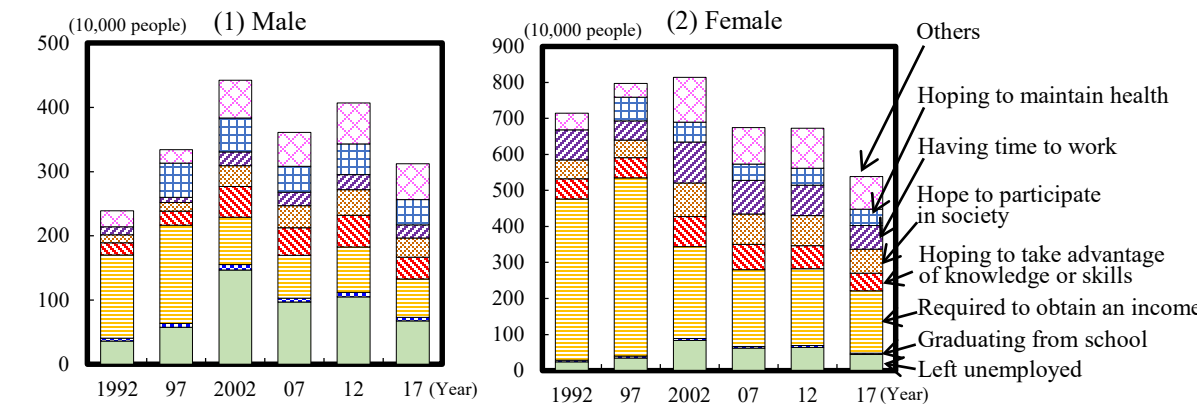 (10,000 people)
(1) Male
500
400
300
200
100
0
1992 97 2002 07 12 17 (Year)
(10,000 people)
(2) Female
900
800
700
600
500
400
300
200
100
0
1992 97 2002 07 12 17 (Year)
Others
Hoping to maintain health
Having time to work
Hope to participate
in society
Hoping to take advantage
of knowledge or skills
Required to obtain an income
Graduating from school
Left unemployed